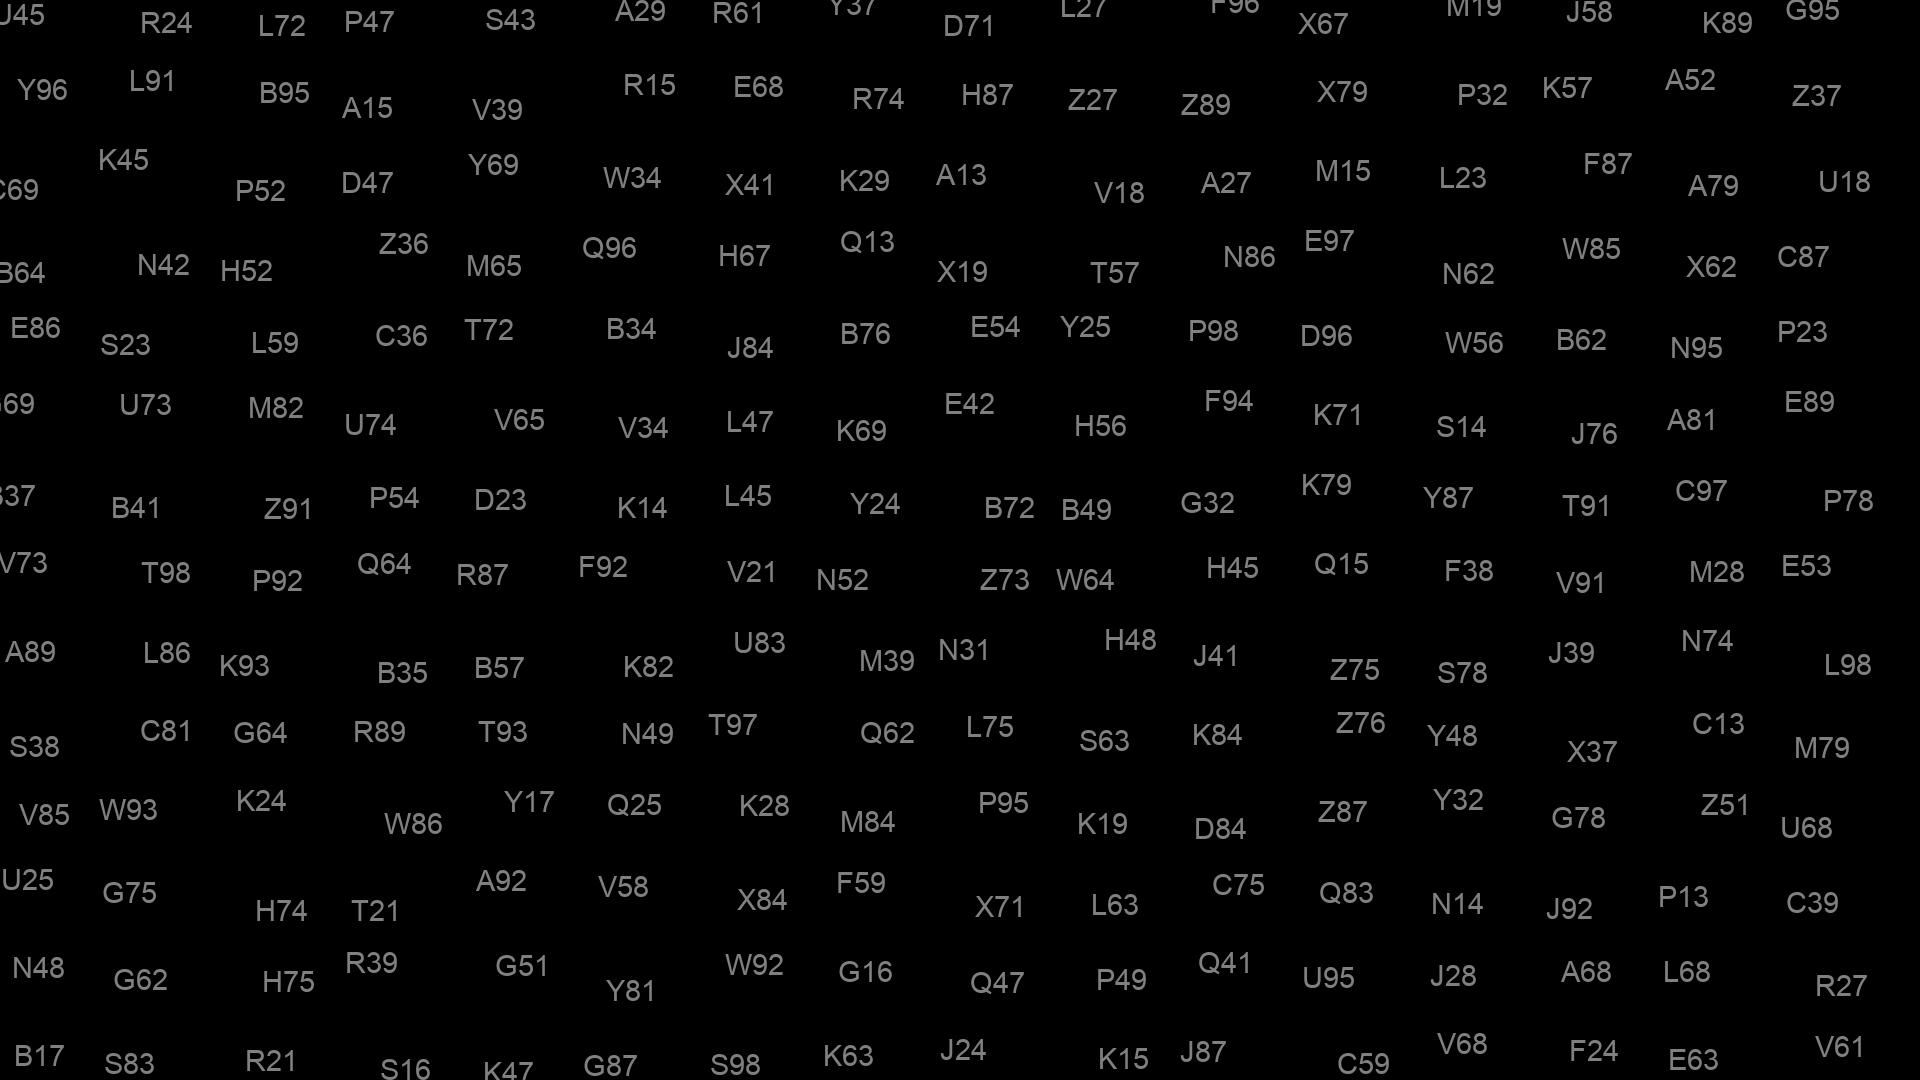 U45 R24 L72 P47 S43 A29 R61 Y37 D71 L27 F96 X67 M19 J58 K89 G95
Y96 L91 B95 A15 V39 R15 E68 R74 H87 Z27 Z89 X79 P32 K57 A52 Z37
C69 K45 P52 D47 Y69 W34 X41 K29 A13 V18 A27 M15 L23 F87 A79 U18
B64 N42 H52 Z36 M65 Q96 H67 Q13 X19 T57 N86 E97 N62 W85 X62 C87
E86 S23 L59 C36 T72 B34 J84 B76 E54 Y25 P98 D96 W56 B62 N95 P23
U73 M82 U74 V65 V34 L47 K69 E42 H56 F94 K71 S14 J76 A81 E89
B41 Z91 P54 D23 K14 L45 Y24 B72 B49 G32 K79 Y87 T91 C97 P78
V73 T98 P92 Q64 R87 F92 V21 N52 Z73 W64 H45 Q15 F38 V91 M28 E53
A89 L86 K93 B35 B57 K82 U83 M39 N31 H48 J41 Z75 S78 J39 N74 L98
S38 C81 G64 R89 T93 N49 T97 Q62 L75 S63 K84 Z76 Y48 X37 C13 M79
V85 W93 K24 W86 Y17 Q25 K28 M84 P95 K19 D84 Z87 Y32 G78 Z51 U68
U25 G75 H74 T21 A92 V58 X84 F59 X71 L63 C75 Q83 N14 J92 P13 C39
N48 G62 H75 R39 G51 Y81 W92 G16 Q47 P49 Q41 U95 J28 A68 L68 R27
B17 S83 R21 S16 K47 G87 S98 K63 J24 K15 J87 C59 V68 F24 E63 V61